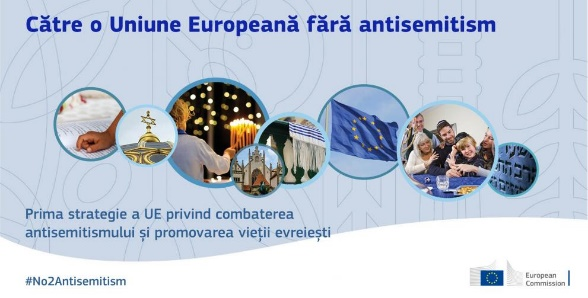 Către o Uniune Europeană fără antisemitism
Prima strategie a UE privind combaterea
antisemitismului și promovarea vieții evreiești
#No2Antisemitism
European
Commission